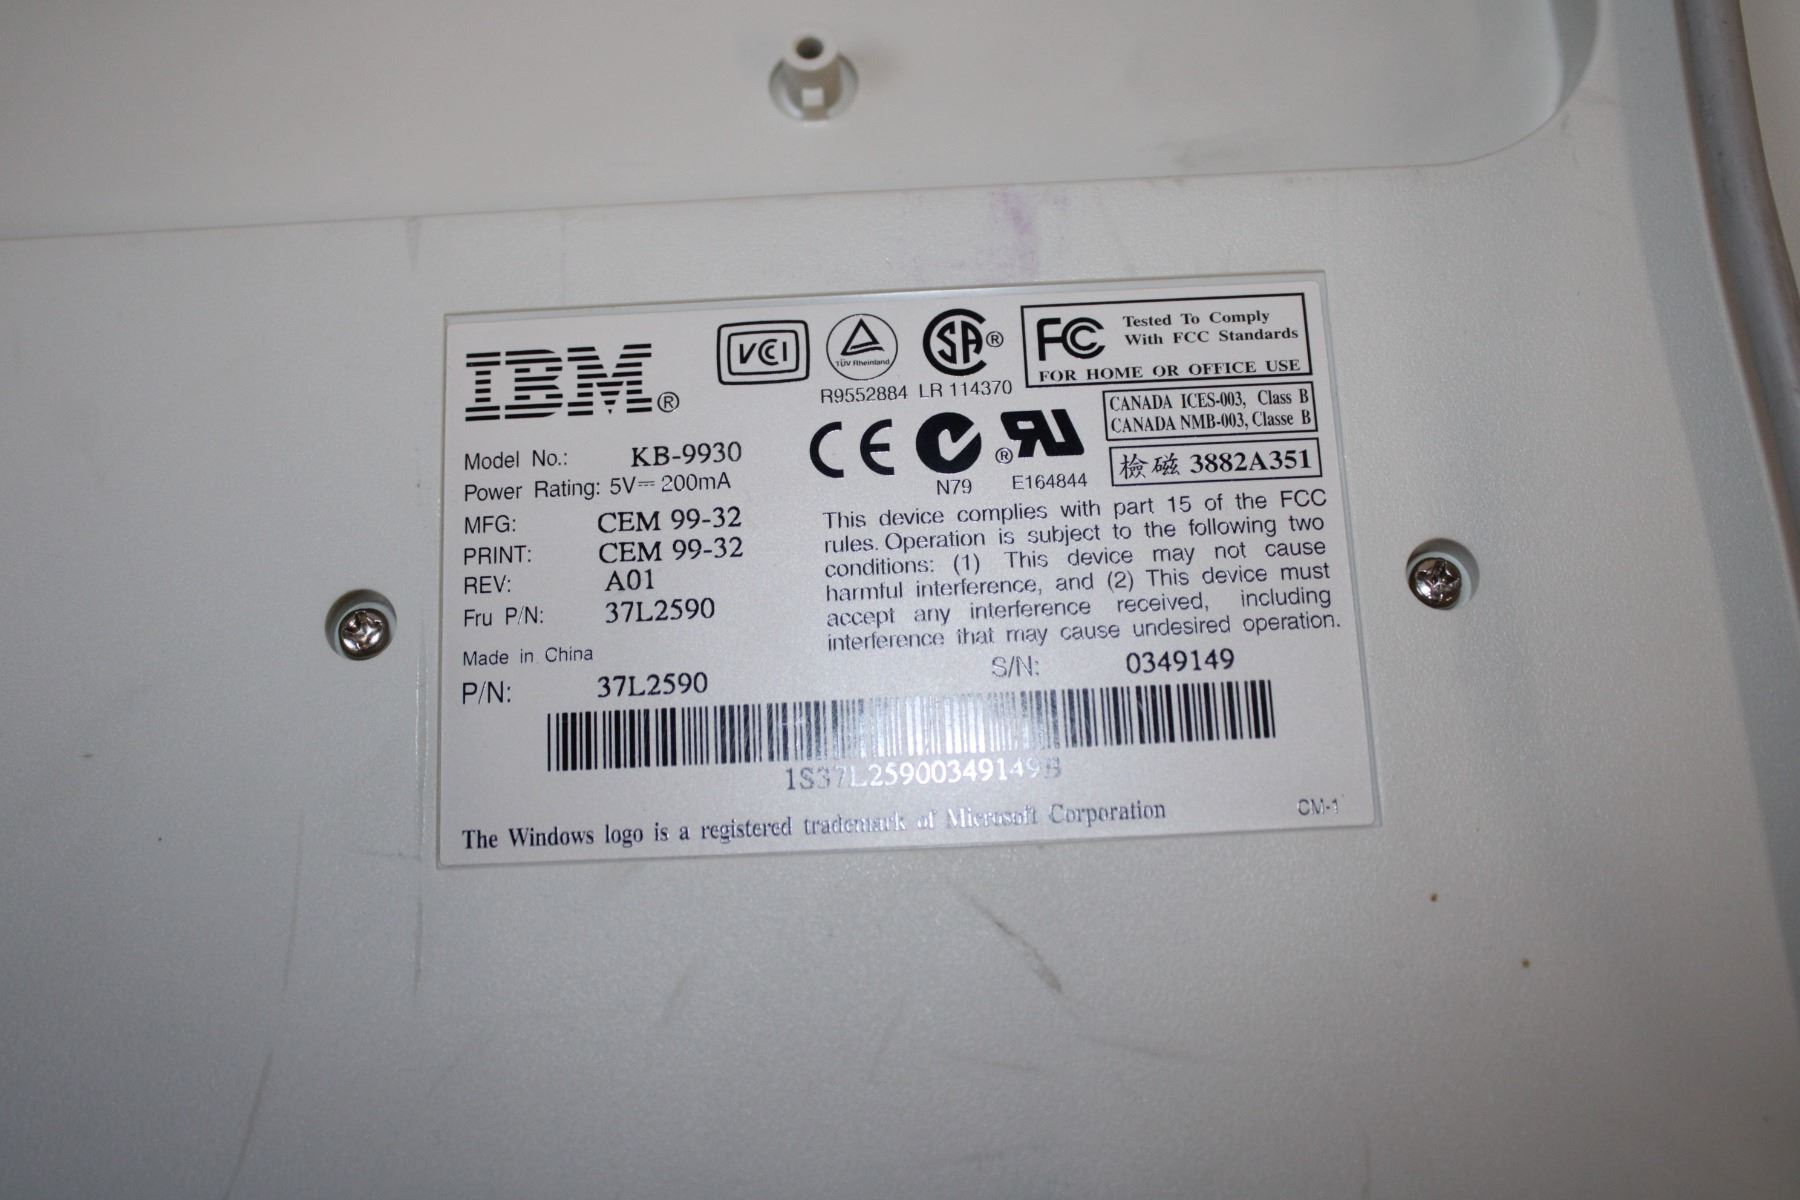 IBM®
VCCI
TÜV Rheinland
SA®
R9552884 LR 114370
FC
Tested To Comply
With FCC Standards
FOR HOME OR OFFICE USE
CANADA ICES-003, Class B
CANADA NMB-003, Classe B
CE
N79
® RU
E164844
檢磁 3882A351
Model No.: KB-9930
Power Rating: 5V⎓200mA
MFG: CEM 99-32
PRINT: CEM 99-32
REV: A01
Fru P/N: 37L2590
Made in China
P/N: 37L2590
This device complies with part 15 of the FCC
rules. Operation is subject to the following two
conditions: (1) This device may not cause
harmful interference, and (2) This device must
accept any interference received, including
interference that may cause undesired operation.
S/N: 0349149
1S37L25900349149B
The Windows logo is a registered trademark of Microsoft Corporation
CM-1